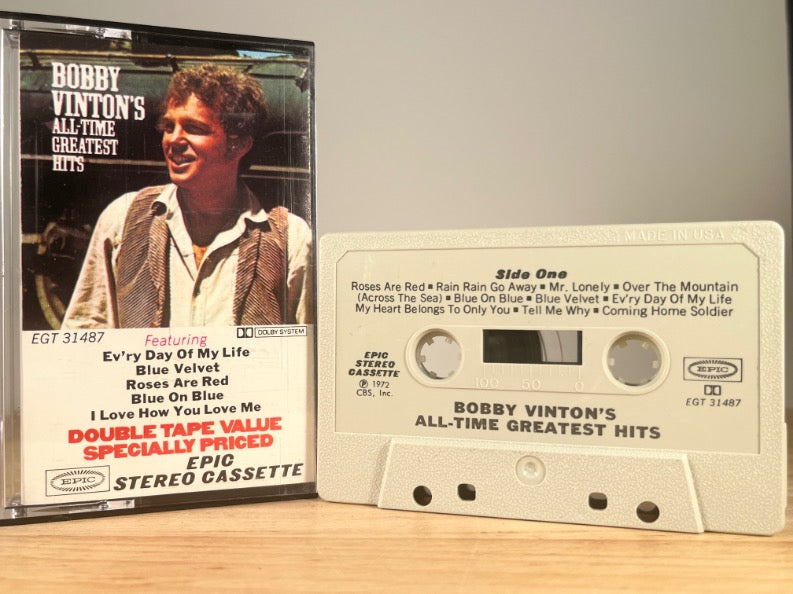 BOBBY
VINTON'S
ALL-TIME
GREATEST
HITS
EGT 31487
DOLBY SYSTEM
Featuring
Ev'ry Day Of My Life
Blue Velvet
Roses Are Red
Blue On Blue
I Love How You Love Me
DOUBLE TAPE VALUE
SPECIALLY PRICED
EPIC
EPIC
STEREO CASSETTE
MADE IN USA
Side One
Roses Are Red ▪ Rain Rain Go Away ▪ Mr. Lonely ▪ Over The Mountain
(Across The Sea) ▪ Blue On Blue ▪ Blue Velvet ▪ Ev'ry Day Of My Life
My Heart Belongs To Only You ▪ Tell Me Why ▪ Coming Home Soldier
EPIC
STEREO
CASSETTE
℗ 1972
CBS, Inc.
100 50 0
EPIC
EGT 31487
BOBBY VINTON'S
ALL-TIME GREATEST HITS